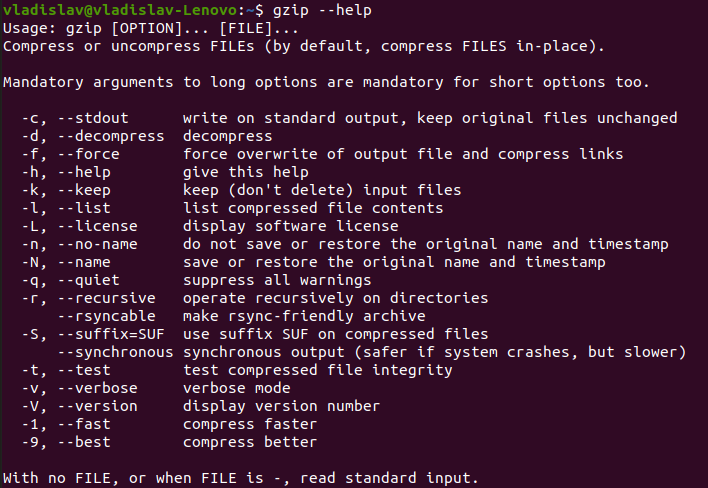 vladislav@vladislav-Lenovo:~$ gzip --help
Usage: gzip [OPTION]... [FILE]...
Compress or uncompress FILEs (by default, compress FILES in-place).

Mandatory arguments to long options are mandatory for short options too.

  -c, --stdout      write on standard output, keep original files unchanged
  -d, --decompress  decompress
  -f, --force       force overwrite of output file and compress links
  -h, --help        give this help
  -k, --keep        keep (don't delete) input files
  -l, --list        list compressed file contents
  -L, --license     display software license
  -n, --no-name     do not save or restore the original name and timestamp
  -N, --name        save or restore the original name and timestamp
  -q, --quiet       suppress all warnings
  -r, --recursive   operate recursively on directories
      --rsyncable   make rsync-friendly archive
  -S, --suffix=SUF  use suffix SUF on compressed files
      --synchronous synchronous output (safer if system crashes, but slower)
  -t, --test        test compressed file integrity
  -v, --verbose     verbose mode
  -V, --version     display version number
  -1, --fast        compress faster
  -9, --best        compress better

With no FILE, or when FILE is -, read standard input.